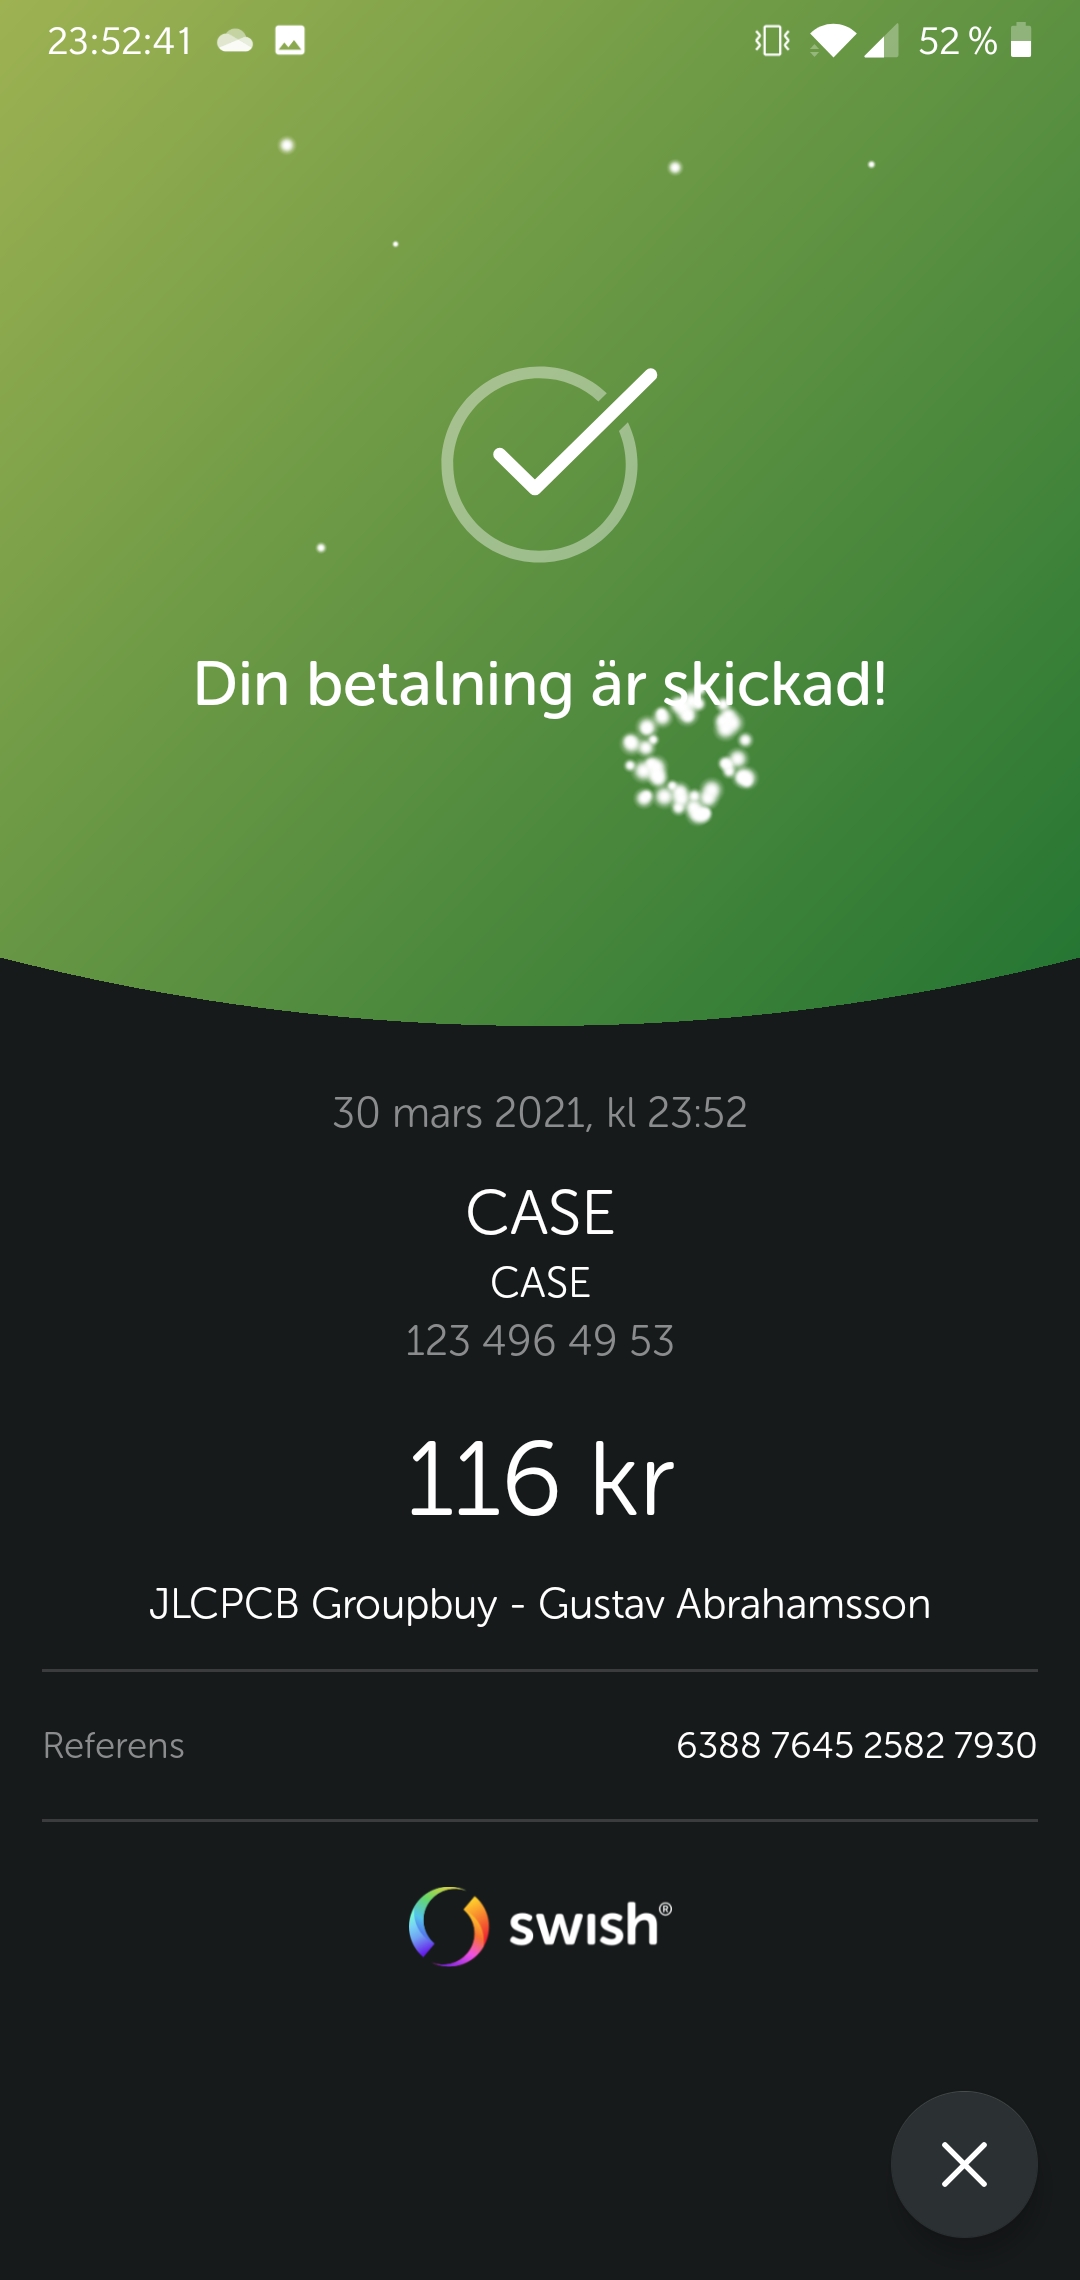 23:52:41 52 %
Din betalning är skickad!
30 mars 2021, kl 23:52
CASE
CASE
123 496 49 53
116 kr
JLCPCB Groupbuy - Gustav Abrahamsson
Referens 6388 7645 2582 7930
swish®